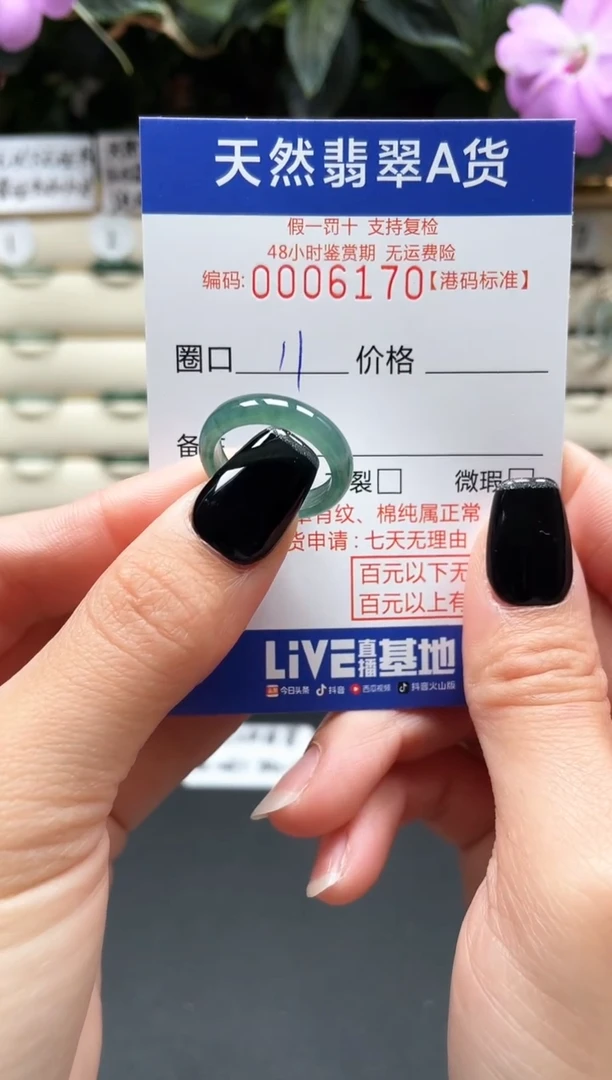 天然翡翠A货
假一罚十 支持复检
48小时鉴赏期 无运费险
编码:0006170【港码标准】
圈口 11 价格
备
裂□ 微瑕□
肖纹、棉纯属正常
货申请:七天无理由
百元以下无
百元以上有
LiVE直播基地
今日头条 抖音 西瓜视频 抖音火山版